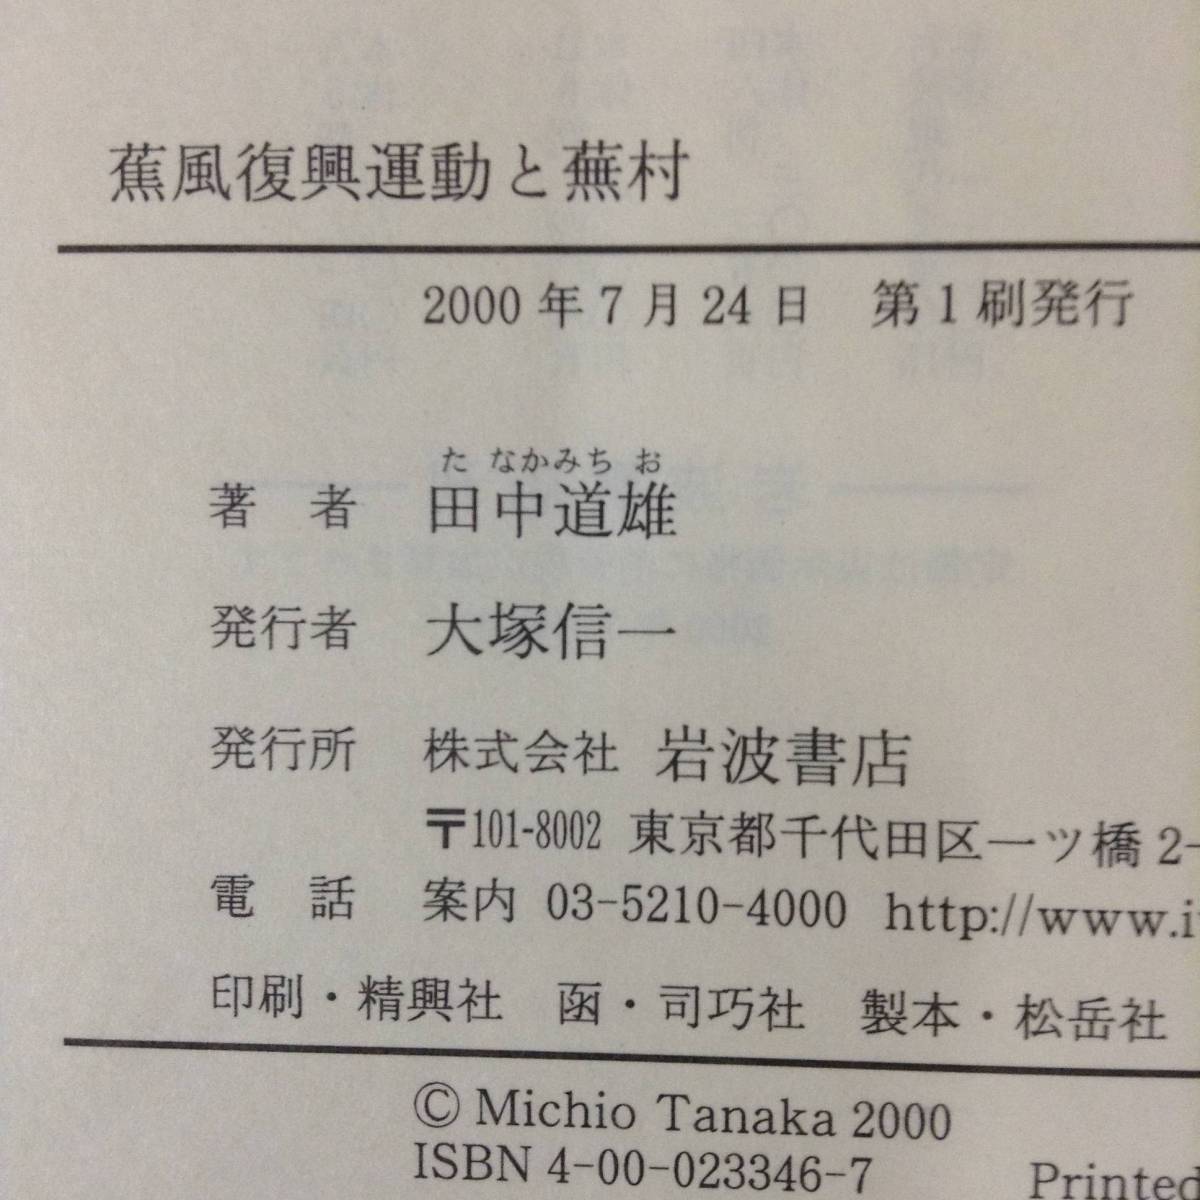 蕉風復興運動と蕪村
2000年7月24日 第1刷発行
た なかみち お
著 者 田中道雄
発行者 大塚信一
発行所 株式会社 岩波書店
〒101-8002 東京都千代田区一ツ橋2-
電 話 案内 03-5210-4000 http://www.i
印刷・精興社 函・司巧社 製本・松岳社
© Michio Tanaka 2000
ISBN 4-00-023346-7 Printed